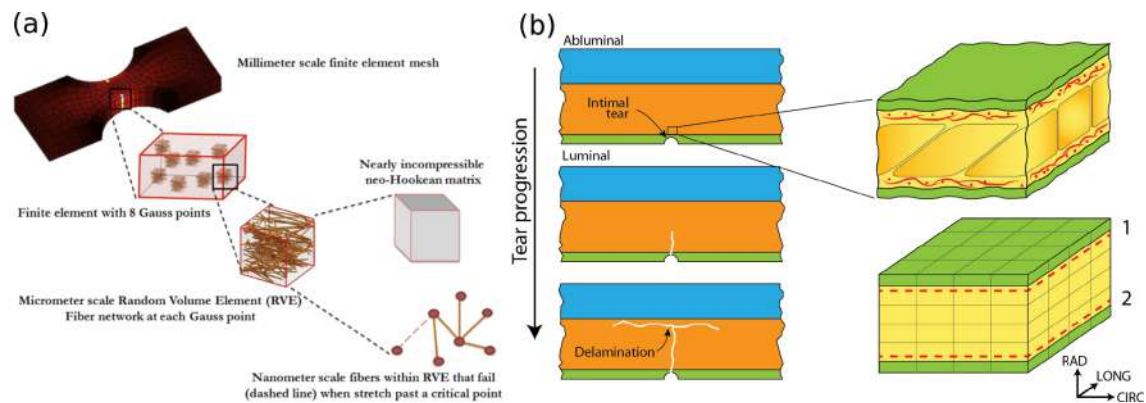 (a)
Millimeter scale finite element mesh
Finite element with 8 Gauss points
Nearly incompressible
neo-Hookean matrix
Micrometer scale Random Volume Element (RVE)
Fiber network at each Gauss point
Nanometer scale fibers within RVE that fail
(dashed line) when stretch past a critical point
(b)
Tear progression
Abluminal
Intimal
tear
Luminal
Delamination
1
2
RAD
LONG
CIRC